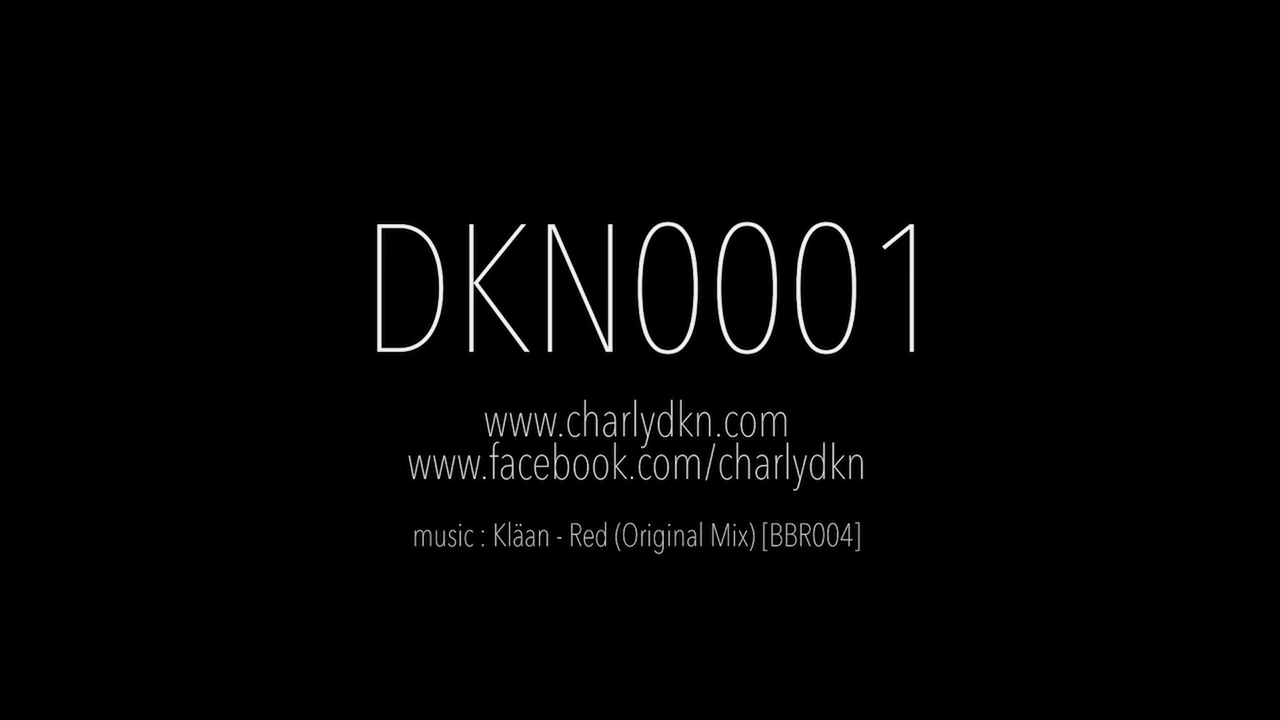 DKN0001
www.charlydkn.com
www.facebook.com/charlydkn
music : Kläan - Red (Original Mix) [BBR004]